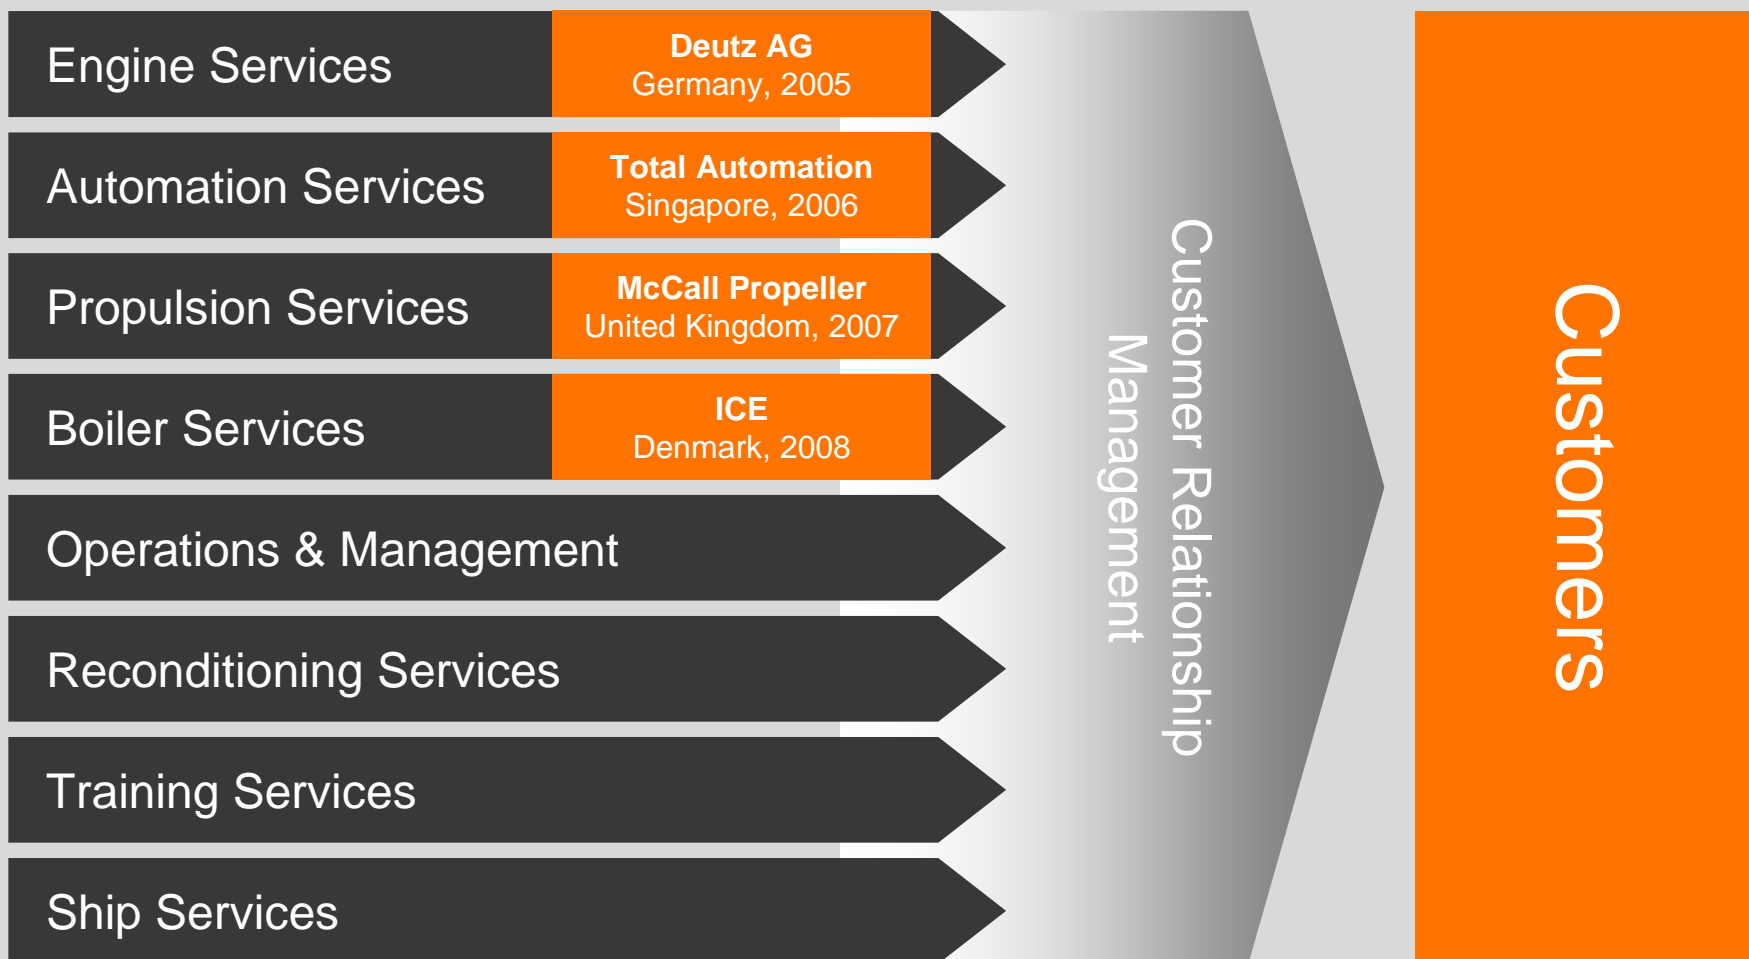 Engine Services
Deutz AG
Germany, 2005
Automation Services
Total Automation
Singapore, 2006
Propulsion Services
McCall Propeller
United Kingdom, 2007
Boiler Services
ICE
Denmark, 2008
Operations & Management
Reconditioning Services
Training Services
Ship Services
Customer Relationship
Management
Customers